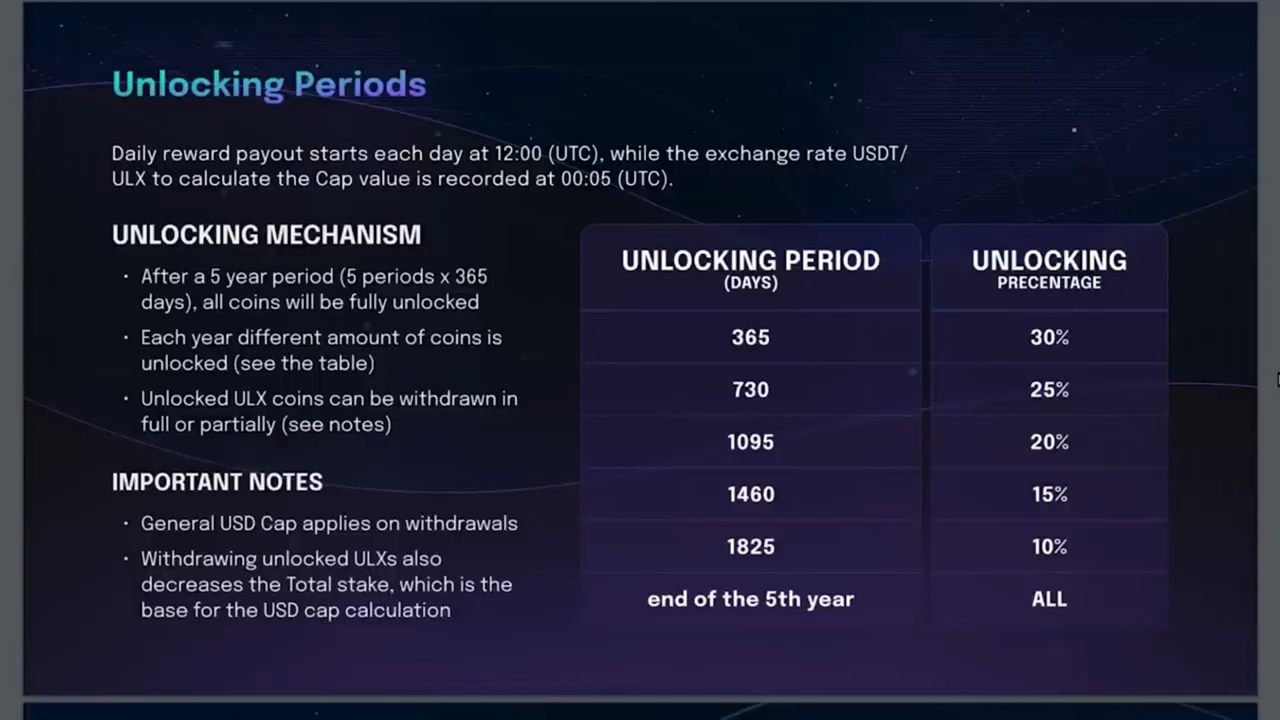 Unlocking Periods
Daily reward payout starts each day at 12:00 (UTC), while the exchange rate USDT/
ULX to calculate the Cap value is recorded at 00:05 (UTC).
UNLOCKING MECHANISM
· After a 5 year period (5 periods x 365
days), all coins will be fully unlocked
· Each year different amount of coins is
unlocked (see the table)
· Unlocked ULX coins can be withdrawn in
full or partially (see notes)
IMPORTANT NOTES
· General USD Cap applies on withdrawals
· Withdrawing unlocked ULXs also
decreases the Total stake, which is the
base for the USD cap calculation
UNLOCKING PERIOD UNLOCKING
(DAYS) PRECENTAGE
365 30%
730 25%
1095 20%
1460 15%
1825 10%
end of the 5th year ALL